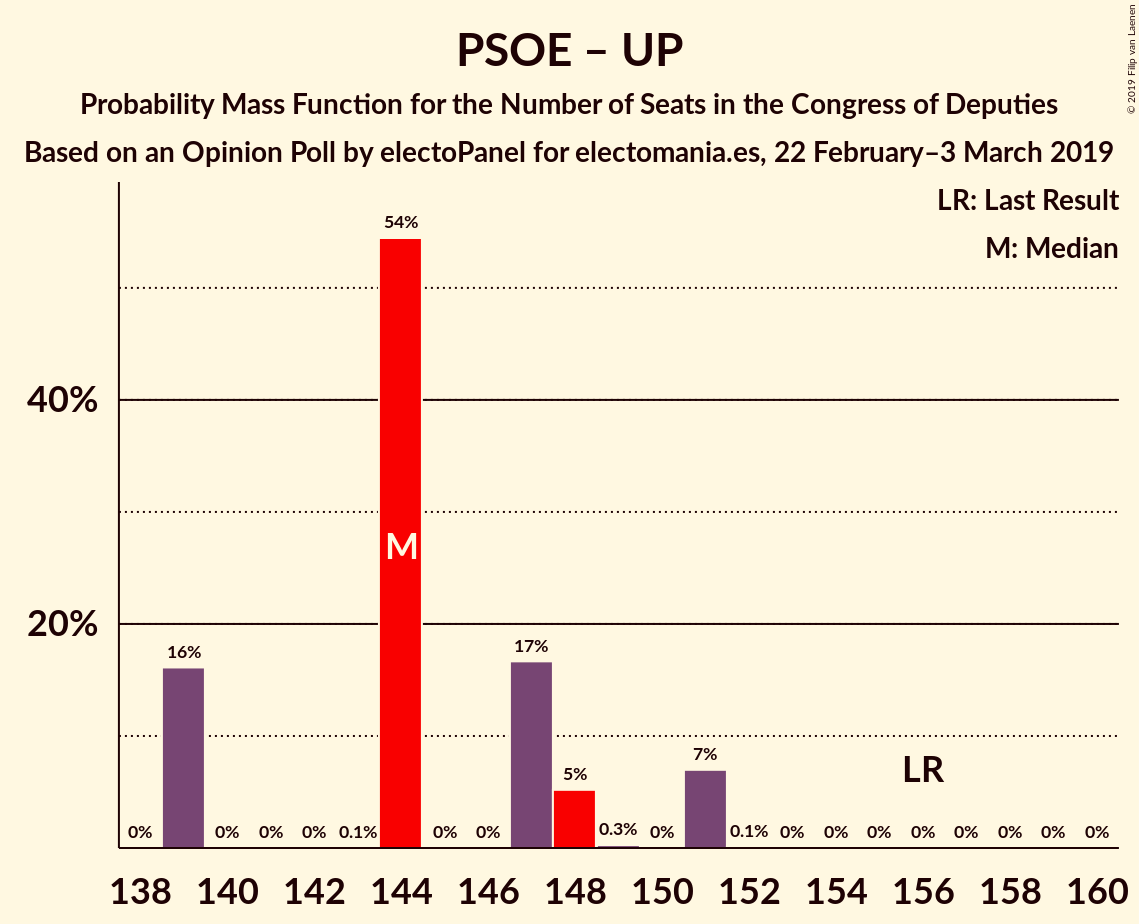 PSOE – UP
Probability Mass Function for the Number of Seats in the Congress of Deputies
Based on an Opinion Poll by electoPanel for electomania.es, 22 February–3 March 2019
© 2019 Filip van Laenen
LR: Last Result
M: Median
40%
20%
0%
16%
0%
0%
0%
0.1%
54%
M
0%
0%
17%
5%
0.3%
0%
7%
0.1%
0%
0%
0%
0%
LR
0%
0%
0%
0%
138 140 142 144 146 148 150 152 154 156 158 160